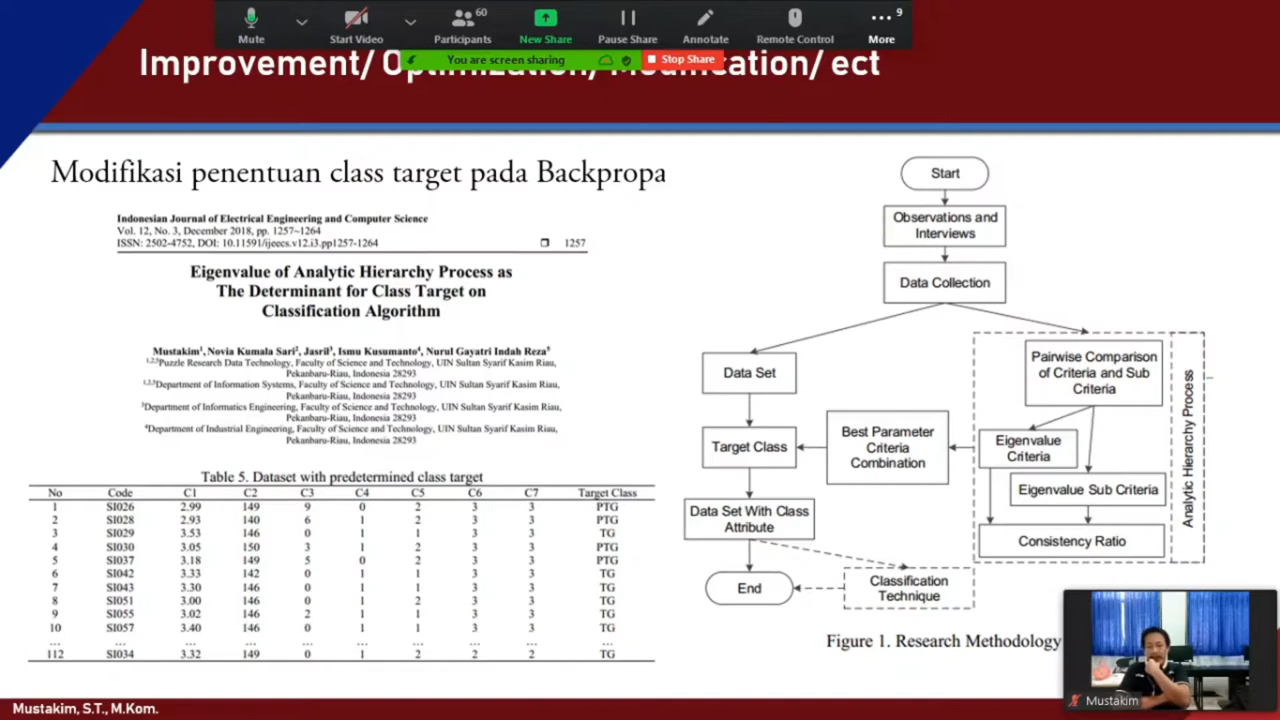 Mute
Start Video
Participants
60
New Share
Pause Share
Annotate
Remote Control
9
More
You are screen sharing
Stop Share
Improvement/ Optimization/ Modification/ ect
Modifikasi penentuan class target pada Backpropa
Indonesian Journal of Electrical Engineering and Computer Science
Vol. 12, No. 3, December 2018, pp. 1257~1264
ISSN: 2502-4752, DOI: 10.11591/ijeecs.v12.i3.pp1257-1264
1257
Eigenvalue of Analytic Hierarchy Process as
The Determinant for Class Target on
Classification Algorithm
Mustakim1, Novia Kumala Sari2, Jasril3, Ismu Kusumanto4, Nurul Gayatri Indah Reza5
1,2,5Puzzle Research Data Technology, Faculty of Science and Technology, UIN Sultan Syarif Kasim Riau,
Pekanbaru-Riau, Indonesia 28293
1,2,5Department of Information Systems, Faculty of Science and Technology, UIN Sultan Syarif Kasim Riau,
Pekanbaru-Riau, Indonesia 28293
3Department of Informatics Engineering, Faculty of Science and Technology, UIN Sultan Syarif Kasim Riau,
Pekanbaru-Riau, Indonesia 28293
4Department of Industrial Engineering, Faculty of Science and Technology, UIN Sultan Syarif Kasim Riau,
Pekanbaru-Riau, Indonesia 28293
Table 5. Dataset with predetermined class target
No Code C1 C2 C3 C4 C5 C6 C7 Target Class
1 SI026 2.99 149 9 0 2 3 3 PTG
2 SI028 2.93 140 6 1 2 3 3 PTG
3 SI029 3.53 146 0 1 1 3 3 TG
4 SI030 3.05 150 3 1 2 3 3 PTG
5 SI037 3.18 149 5 0 2 3 3 PTG
6 SI042 3.33 142 0 1 1 3 3 TG
7 SI043 3.30 146 0 1 1 3 3 TG
8 SI051 3.00 146 0 1 2 3 3 TG
9 SI055 3.02 146 2 1 1 3 3 TG
10 SI057 3.40 146 0 1 1 3 3 TG
... ... ... ... ... ... ... ... ... ...
112 SI034 3.32 149 0 1 2 2 2 TG
Start
Observations and
Interviews
Data Collection
Data Set
Pairwise Comparison
of Criteria and Sub
Criteria
Target Class
Best Parameter
Criteria
Combination
Eigenvalue
Criteria
Eigenvalue Sub Criteria
Consistency Ratio
Analytic Hierarchy Process
Data Set With Class
Attribute
End
Classification
Technique
Figure 1. Research Methodology
Mustakim
Mustakim, S.T., M.Kom.